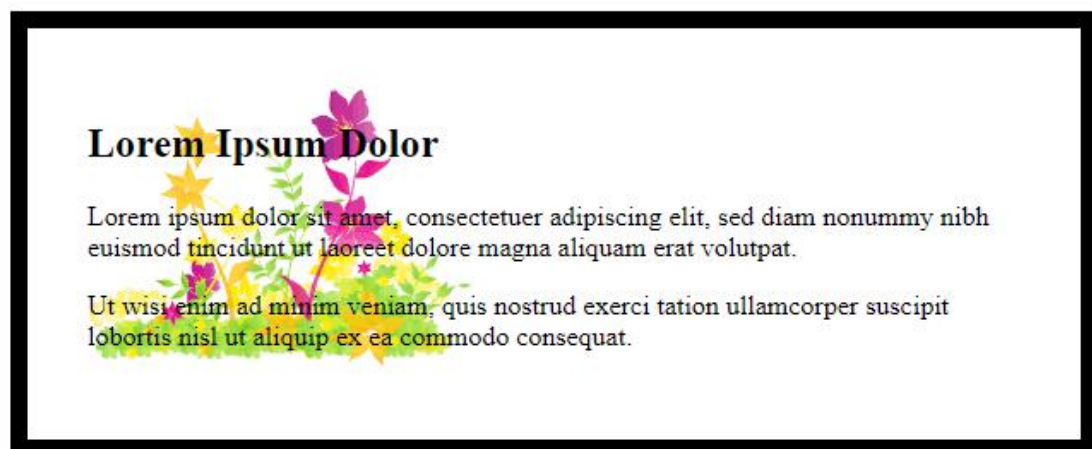 Lorem Ipsum Dolor
Lorem ipsum dolor sit amet, consectetuer adipiscing elit, sed diam nonummy nibh
euismod tincidunt ut laoreet dolore magna aliquam erat volutpat.
Ut wisi enim ad minim veniam, quis nostrud exerci tation ullamcorper suscipit
lobortis nisl ut aliquip ex ea commodo consequat.